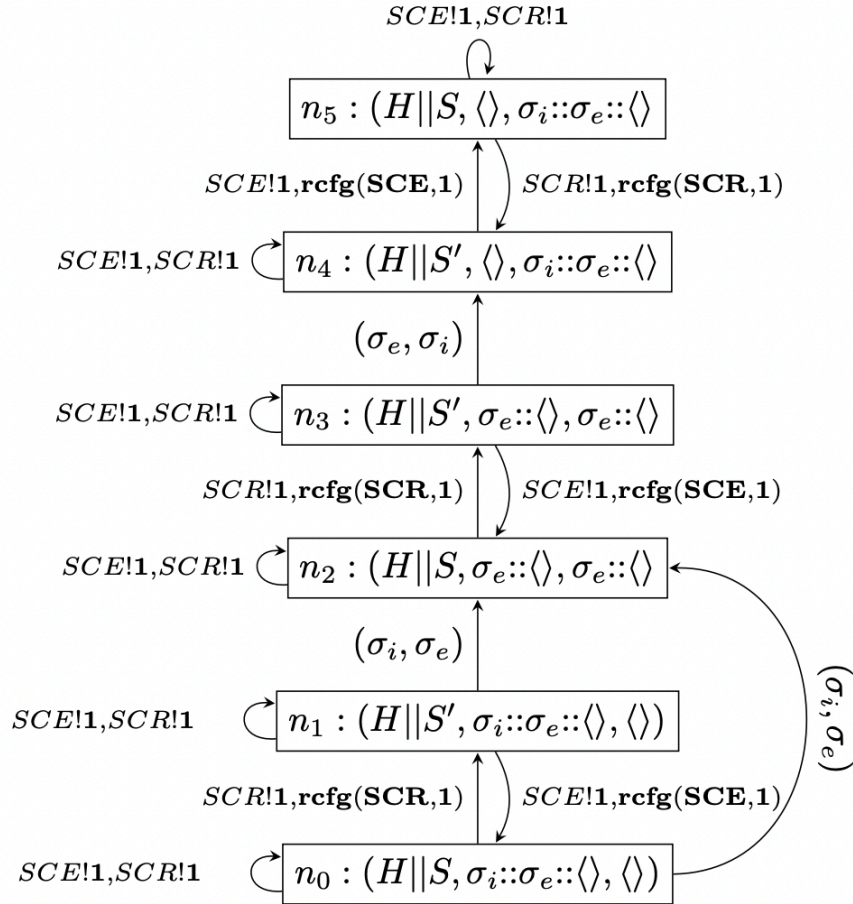 SCE!1,SCR!1
n₅ : (H||S, ⟨⟩, σᵢ::σₑ::⟨⟩
SCE!1,rcfg(SCE,1) SCR!1,rcfg(SCR,1)
SCE!1,SCR!1 n₄ : (H||S′, ⟨⟩, σᵢ::σₑ::⟨⟩
(σₑ, σᵢ)
SCE!1,SCR!1 n₃ : (H||S′, σₑ::⟨⟩, σₑ::⟨⟩
SCR!1,rcfg(SCR,1) SCE!1,rcfg(SCE,1)
SCE!1,SCR!1 n₂ : (H||S, σₑ::⟨⟩, σₑ::⟨⟩
(σᵢ, σₑ)
(σᵢ, σₑ)
SCE!1,SCR!1 n₁ : (H||S′, σᵢ::σₑ::⟨⟩, ⟨⟩)
SCR!1,rcfg(SCR,1) SCE!1,rcfg(SCE,1)
SCE!1,SCR!1 n₀ : (H||S, σᵢ::σₑ::⟨⟩, ⟨⟩)